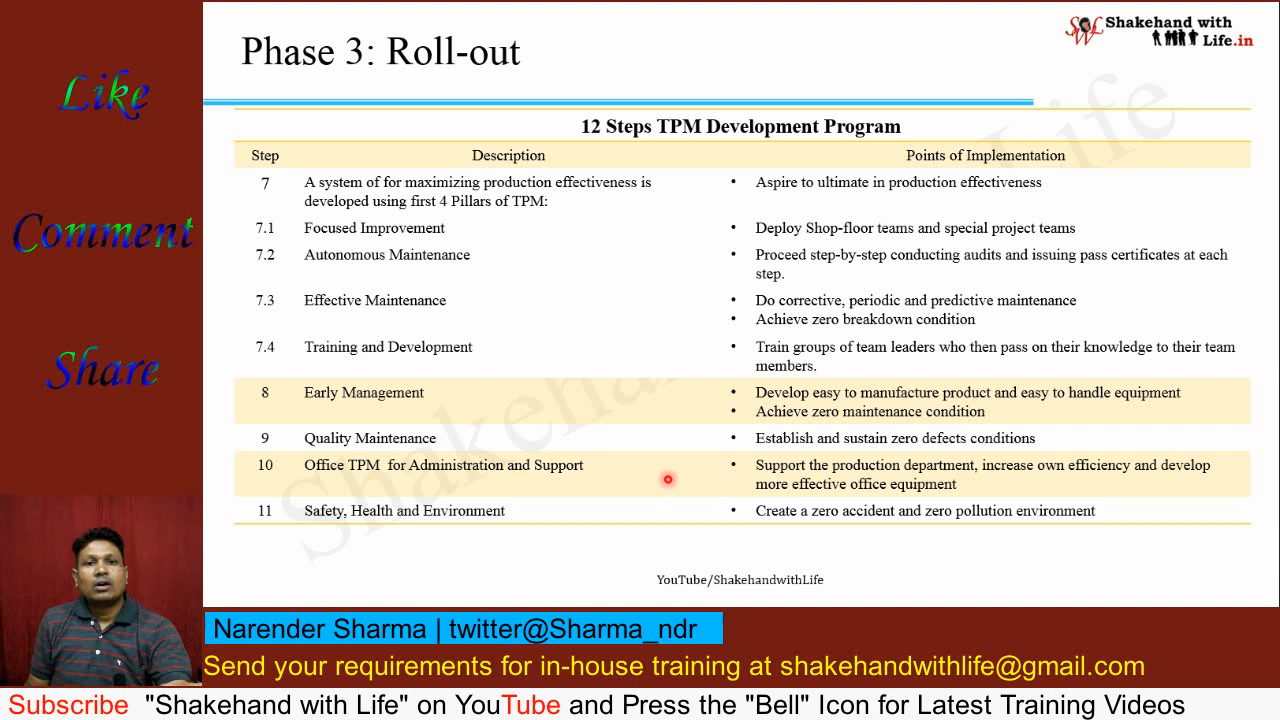 Phase 3: Roll-out
SWL Shakehand with
Life.in
Like
Comment
Share
12 Steps TPM Development Program
Step Description Points of Implementation
7 A system of for maximizing production effectiveness is • Aspire to ultimate in production effectiveness
developed using first 4 Pillars of TPM:
7.1 Focused Improvement • Deploy Shop-floor teams and special project teams
7.2 Autonomous Maintenance • Proceed step-by-step conducting audits and issuing pass certificates at each
step.
7.3 Effective Maintenance • Do corrective, periodic and predictive maintenance
• Achieve zero breakdown condition
7.4 Training and Development • Train groups of team leaders who then pass on their knowledge to their team
members.
8 Early Management • Develop easy to manufacture product and easy to handle equipment
• Achieve zero maintenance condition
9 Quality Maintenance • Establish and sustain zero defects conditions
10 Office TPM for Administration and Support • Support the production department, increase own efficiency and develop
more effective office equipment
11 Safety, Health and Environment • Create a zero accident and zero pollution environment
YouTube/ShakehandwithLife
Narender Sharma | twitter@Sharma_ndr
Send your requirements for in-house training at shakehandwithlife@gmail.com
Subscribe "Shakehand with Life" on YouTube and Press the "Bell" Icon for Latest Training Videos